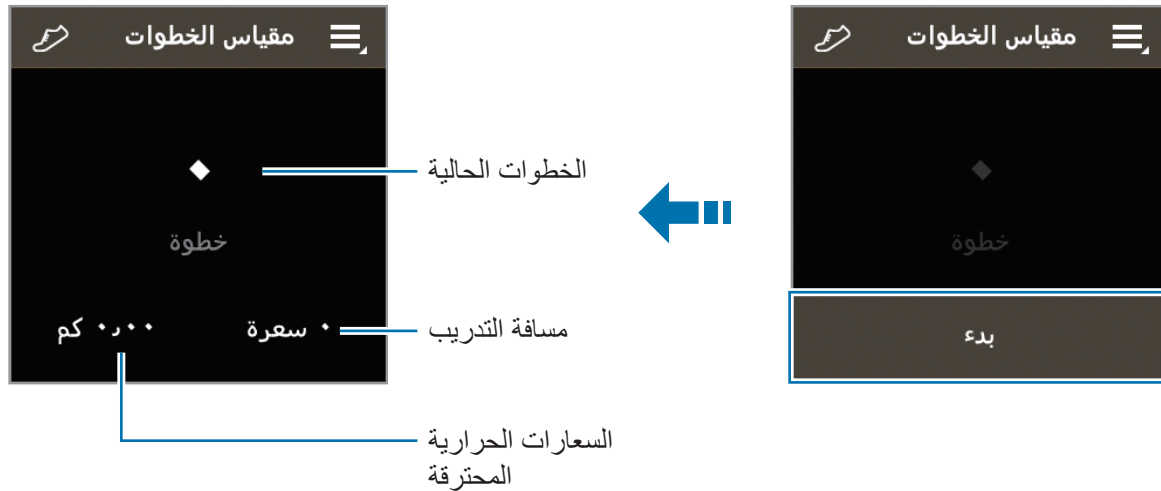 مقياس الخطوات
خطوة
بدء
مقياس الخطوات
٠
خطوة
٠ سعرة
٠٫٠٠ كم
الخطوات الحالية
مسافة التدريب
السعارات الحرارية
المحترقة